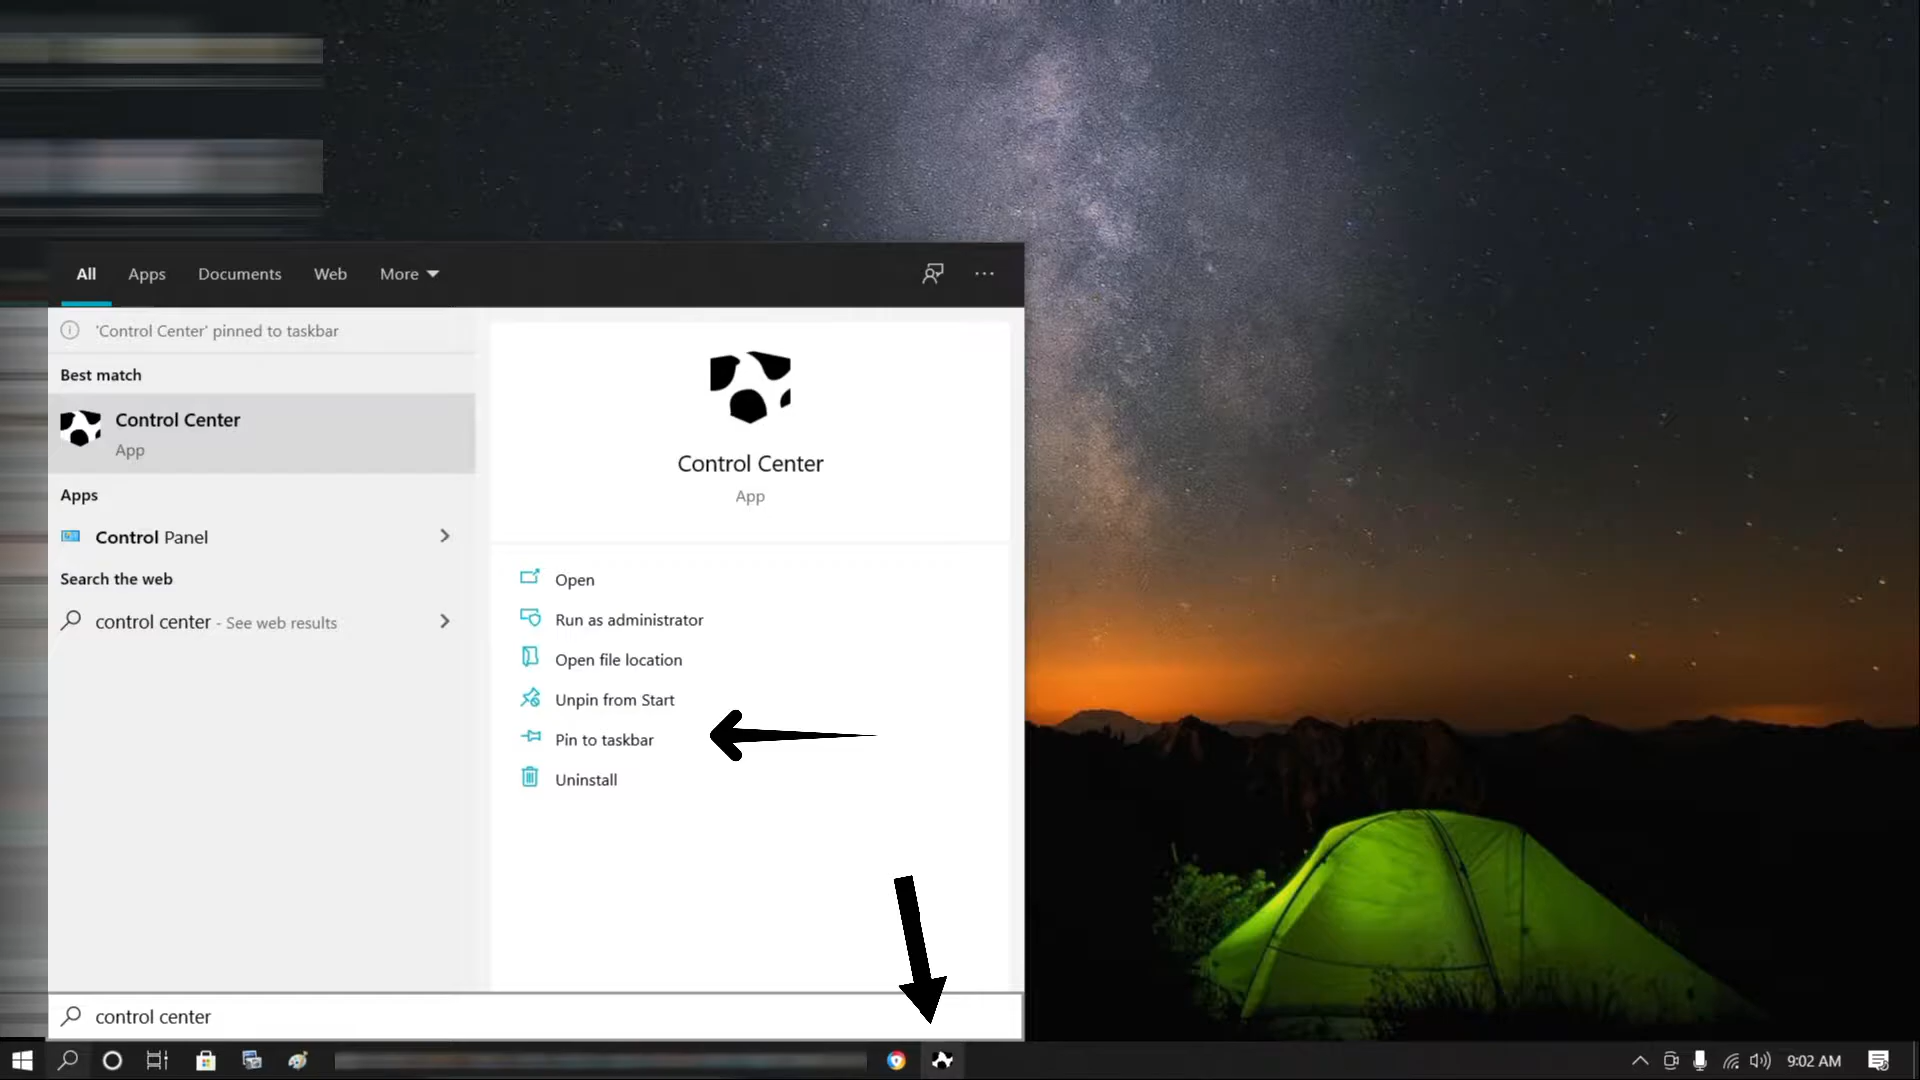 All Apps Documents Web More
'Control Center' pinned to taskbar
Best match
Control Center
App
Apps
Control Panel
Search the web
control center - See web results
Control Center
App
Open
Run as administrator
Open file location
Unpin from Start
Pin to taskbar
Uninstall
control center
9:02 AM